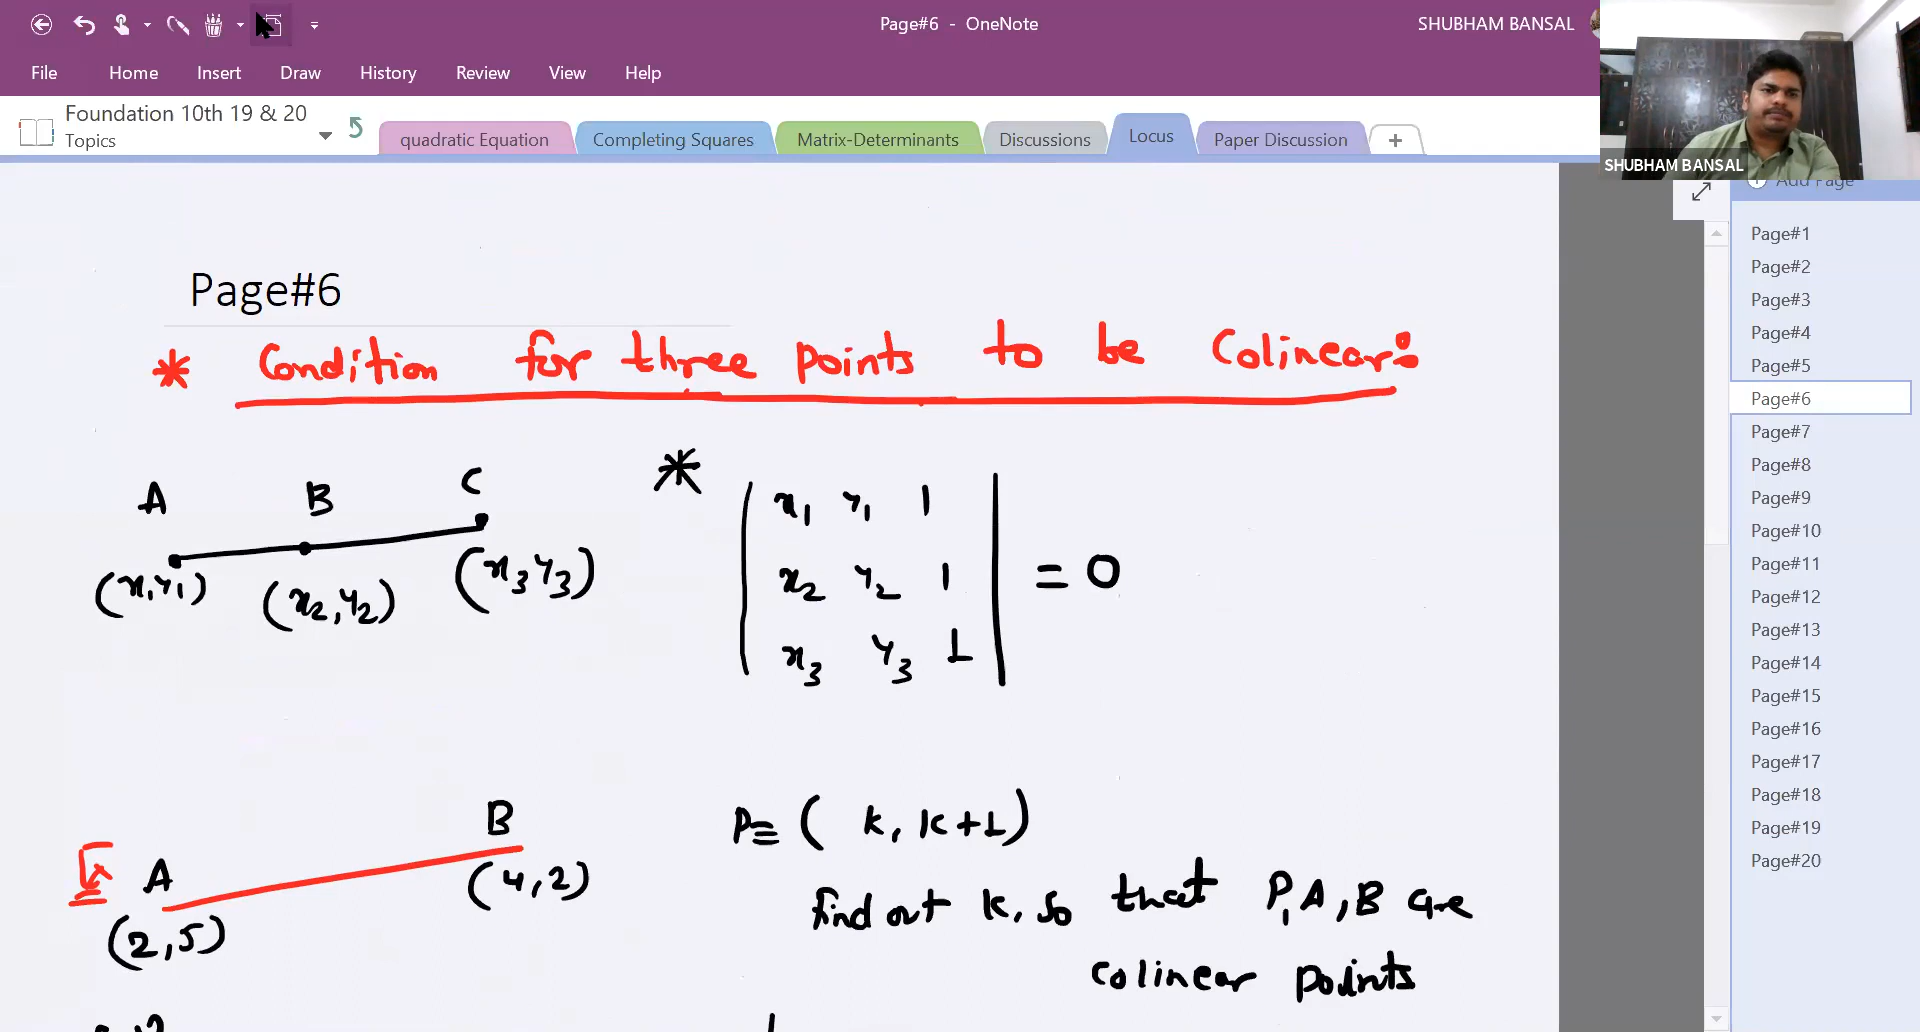 Page#6 - OneNote
SHUBHAM BANSAL
File Home Insert Draw History Review View Help
Foundation 10th 19 & 20
Topics
quadratic Equation Completing Squares Matrix-Determinants Discussions Locus Paper Discussion +
SHUBHAM BANSAL
Add Page
Page#1
Page#2
Page#3
Page#4
Page#5
Page#6
Page#7
Page#8
Page#9
Page#10
Page#11
Page#12
Page#13
Page#14
Page#15
Page#16
Page#17
Page#18
Page#19
Page#20
Page#6
* Condition for three points to be Colinear:
A B C
(x1y1) (x2,y2) (x3y3)
*
x1 y1 1
x2 y2 1
x3 y3 1
= 0
A B
(2,5) (4,2)
P≡ ( k, k+1)
find out k, so that P,A,B are
colinear points